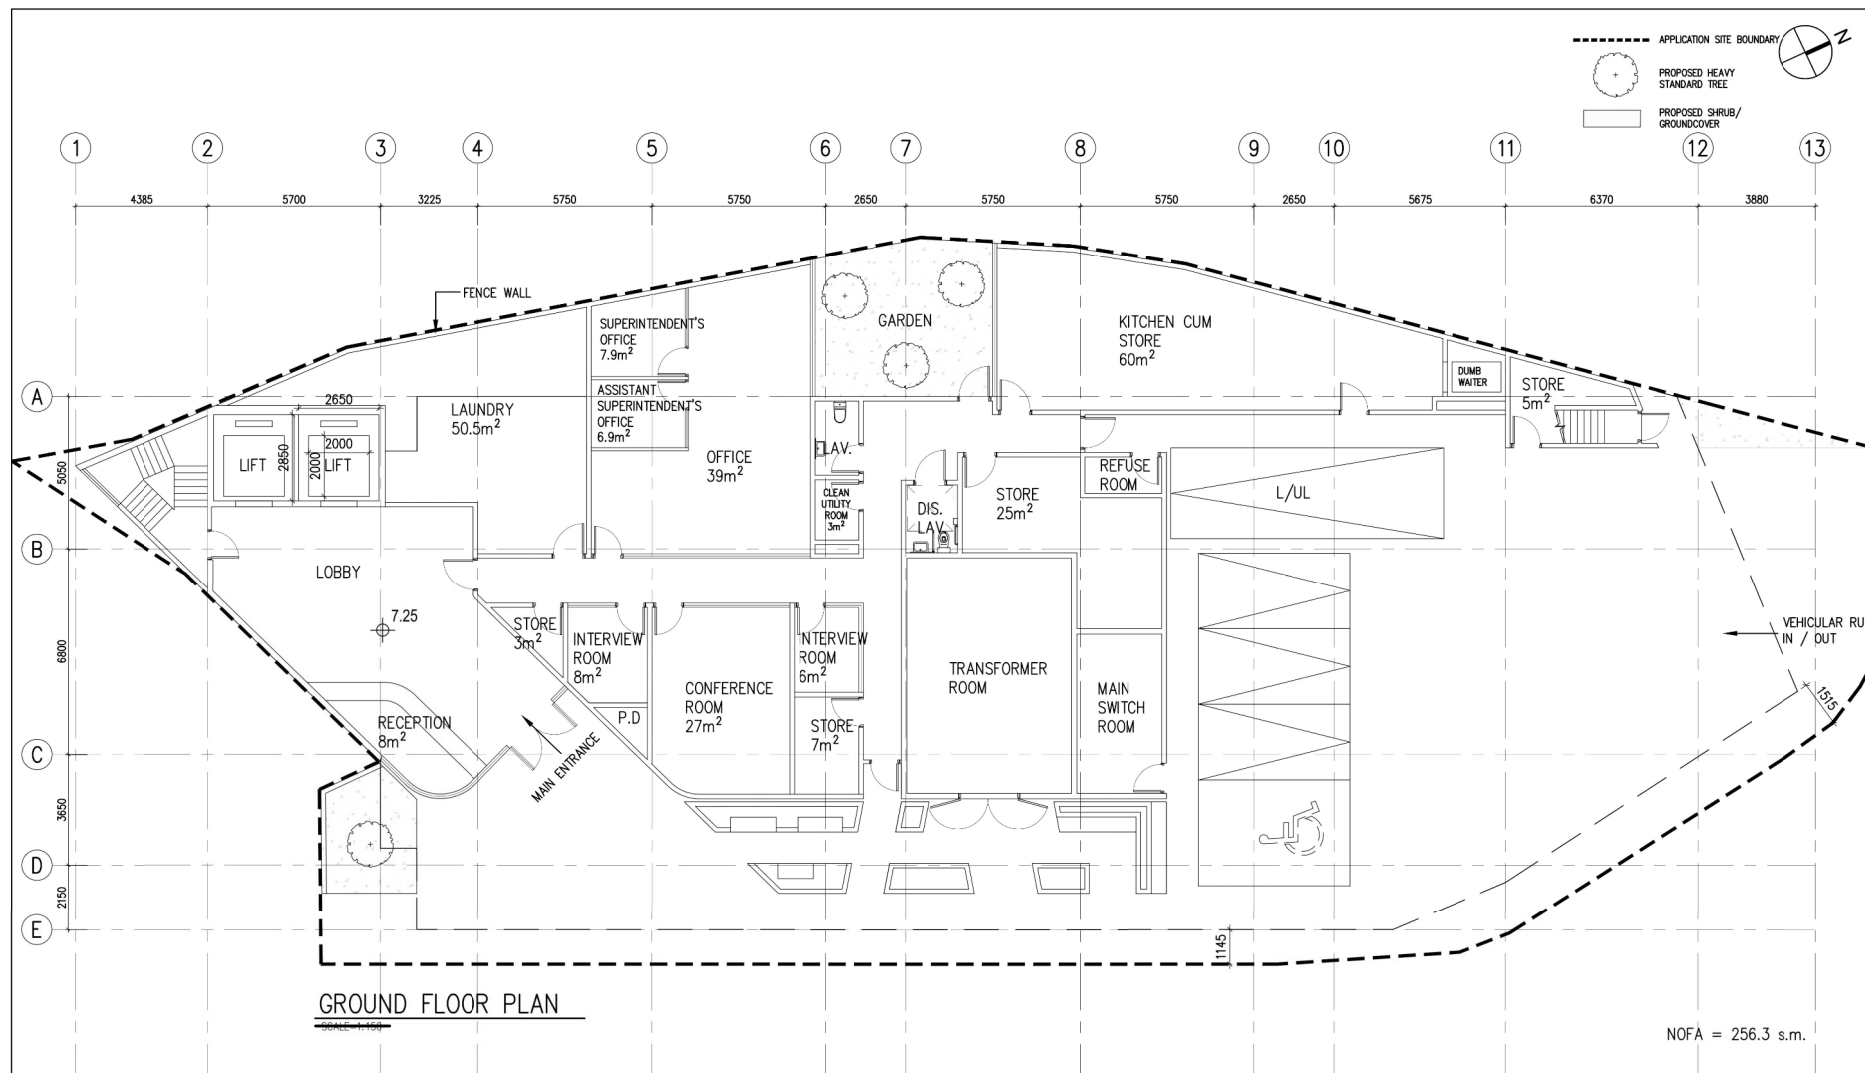 APPLICATION SITE BOUNDARY
N
PROPOSED HEAVY
STANDARD TREE
PROPOSED SHRUB/
GROUNDCOVER
1 2 3 4 5 6 7 8 9 10 11 12 13
4385 5700 3225 5750 5750 2650 5750 5750 2650 5675 6370 3880
FENCE WALL
SUPERINTENDENT'S
OFFICE
7.9m²
GARDEN
KITCHEN CUM
STORE
60m²
DUMB
WAITER
STORE
5m²
A
2650
LAUNDRY
50.5m²
ASSISTANT
SUPERINTENDENT'S
OFFICE
6.9m²
LIFT
2850
2000
2000
LIFT
5050
OFFICE
39m²
LAV.
CLEAN
UTILITY
ROOM
3m²
DIS.
LAV.
STORE
25m²
REFUSE
ROOM
L/UL
B
LOBBY
7.25
6800
STORE
3m²
INTERVIEW
ROOM
8m²
CONFERENCE
ROOM
27m²
NTERVIEW
ROOM
6m²
STORE
7m²
P.D
TRANSFORMER
ROOM
MAIN
SWITCH
ROOM
VEHICULAR RU
IN / OUT
1515
RECEPTION
8m²
MAIN ENTRANCE
C
3650
D
2150
E
1145
GROUND FLOOR PLAN
SCALE=1:150
NOFA = 256.3 s.m.